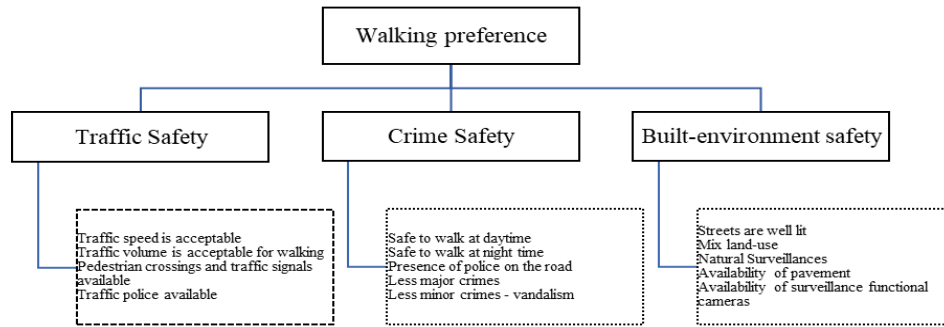 Walking preference
Traffic Safety
Crime Safety
Built-environment safety
Traffic speed is acceptable
Traffic volume is acceptable for walking
Pedestrian crossings and traffic signals
available
Traffic police available
Safe to walk at daytime
Safe to walk at night time
Presence of police on the road
Less major crimes
Less minor crimes - vandalism
Streets are well lit
Mix land-use
Natural Surveillances
Availability of pavement
Availability of surveillance functional
cameras